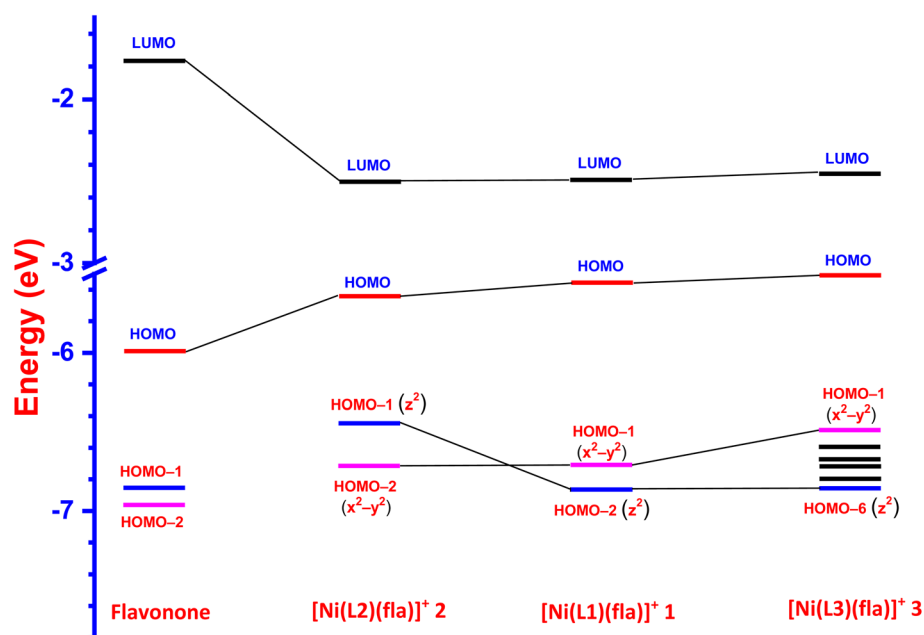 LUMO
-2
LUMO
LUMO
LUMO
-3
HOMO
HOMO
HOMO
HOMO
-6
Energy (eV)
HOMO–1 (z²)
HOMO–1
(x²–y²)
HOMO–1
(x²–y²)
HOMO–1
HOMO–2
HOMO–2
(x²–y²)
HOMO–2 (z²)
HOMO–6 (z²)
-7
Flavonone
[Ni(L2)(fla)]⁺ 2
[Ni(L1)(fla)]⁺ 1
[Ni(L3)(fla)]⁺ 3